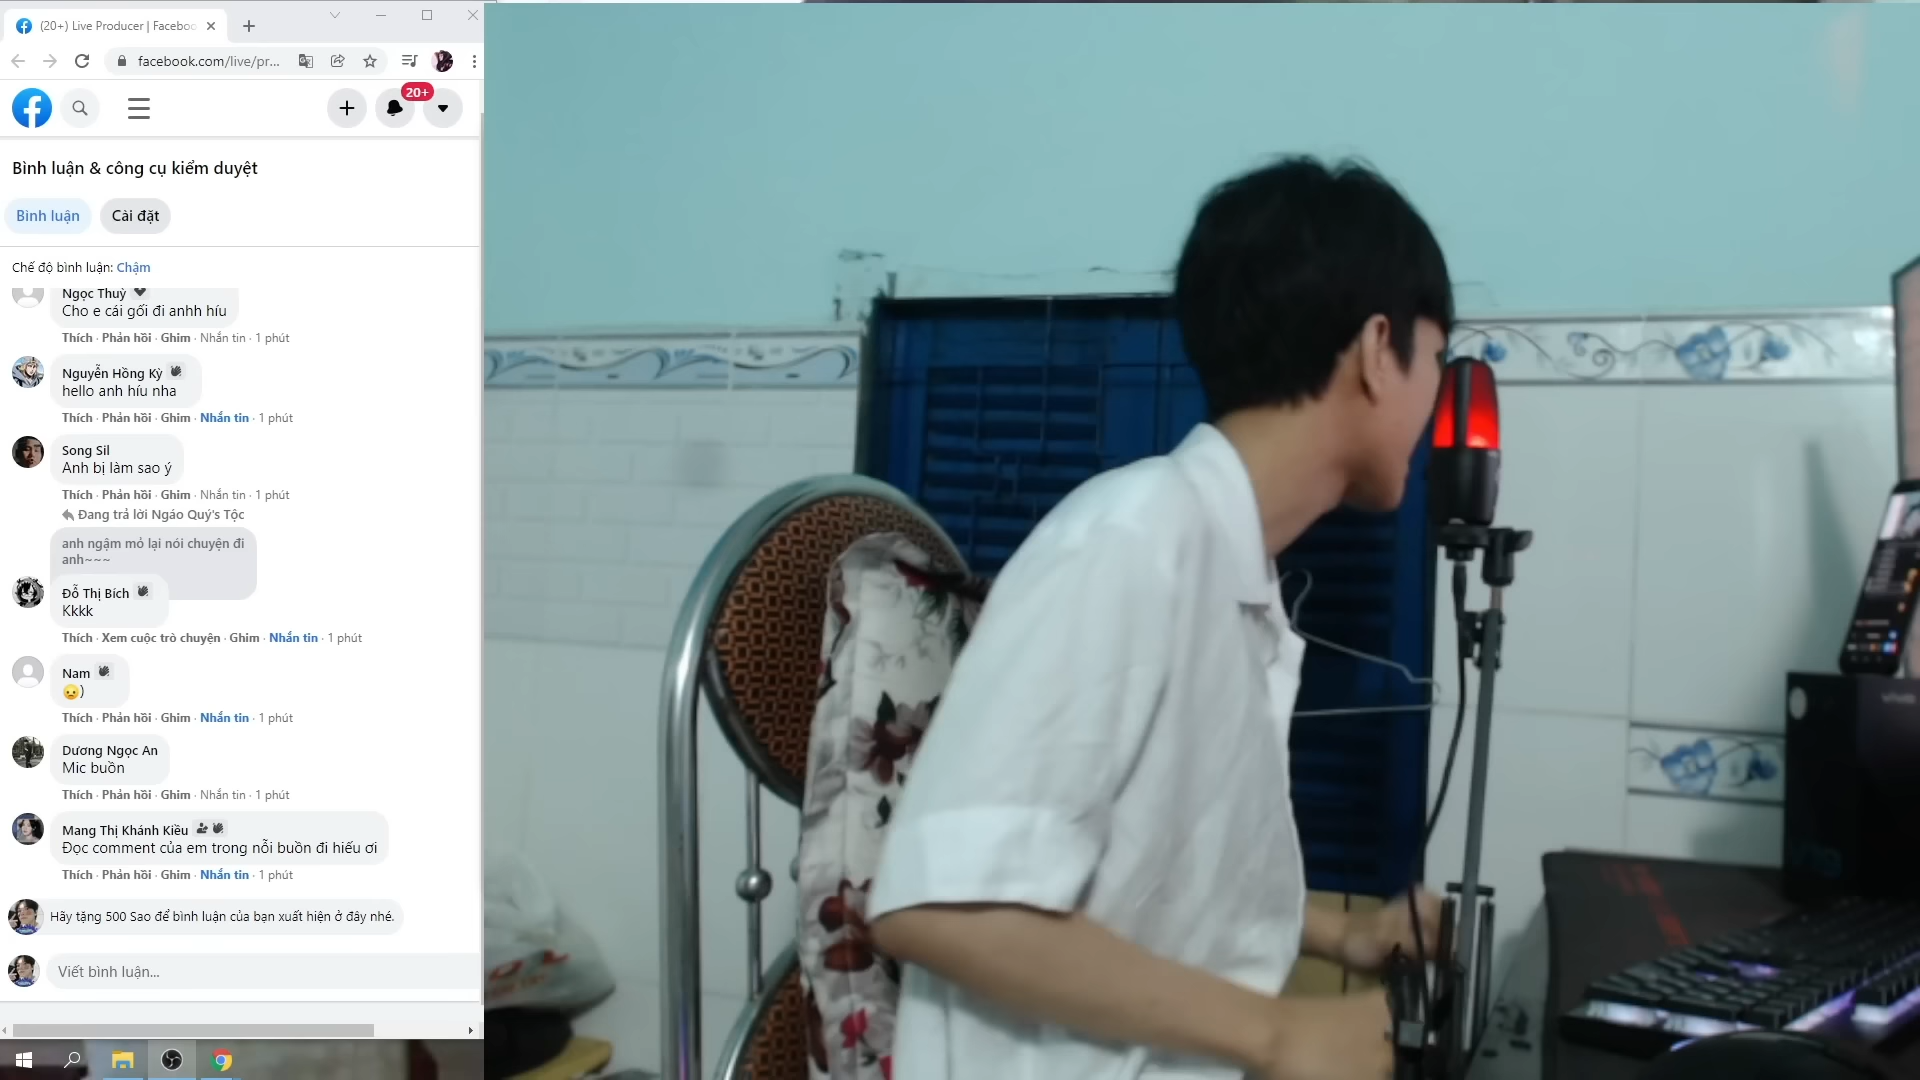 (20+) Live Producer | Faceboo
facebook.com/live/pr...
20+
Bình luận & công cụ kiểm duyệt
Bình luận
Cài đặt
Chế độ bình luận: Chậm
Ngọc Thuỳ
Cho e cái gối đi anhh híu
Thích · Phản hồi · Ghim · Nhắn tin · 1 phút
Nguyễn Hồng Kỳ
hello anh híu nha
Thích · Phản hồi · Ghim · Nhắn tin · 1 phút
Song Sil
Anh bị làm sao ý
Thích · Phản hồi · Ghim · Nhắn tin · 1 phút
Đang trả lời Ngáo Quý's Tộc
anh ngậm mỏ lại nói chuyện đi
anh~~~
Đỗ Thị Bích
Kkkk
Thích · Xem cuộc trò chuyện · Ghim · Nhắn tin · 1 phút
Nam
)
Thích · Phản hồi · Ghim · Nhắn tin · 1 phút
Dương Ngọc An
Mic buồn
Thích · Phản hồi · Ghim · Nhắn tin · 1 phút
Mang Thị Khánh Kiều
Đọc comment của em trong nỗi buồn đi hiếu ơi
Thích · Phản hồi · Ghim · Nhắn tin · 1 phút
Hãy tặng 500 Sao để bình luận của bạn xuất hiện ở đây nhé.
Viết bình luận...
vivo